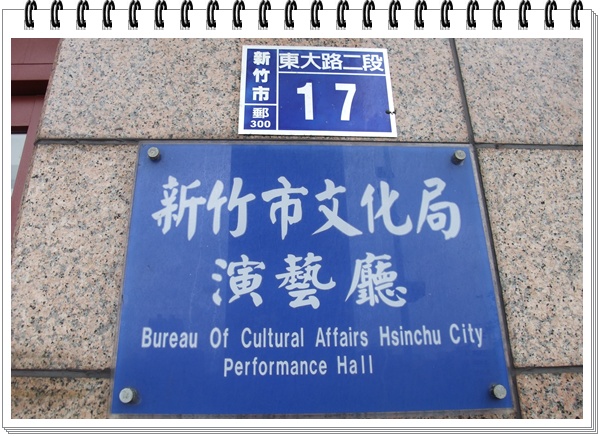 新竹市
郵
300
東大路二段
17
新竹市文化局
演藝廳
Bureau Of Cultural Affairs Hsinchu City
Performance Hall